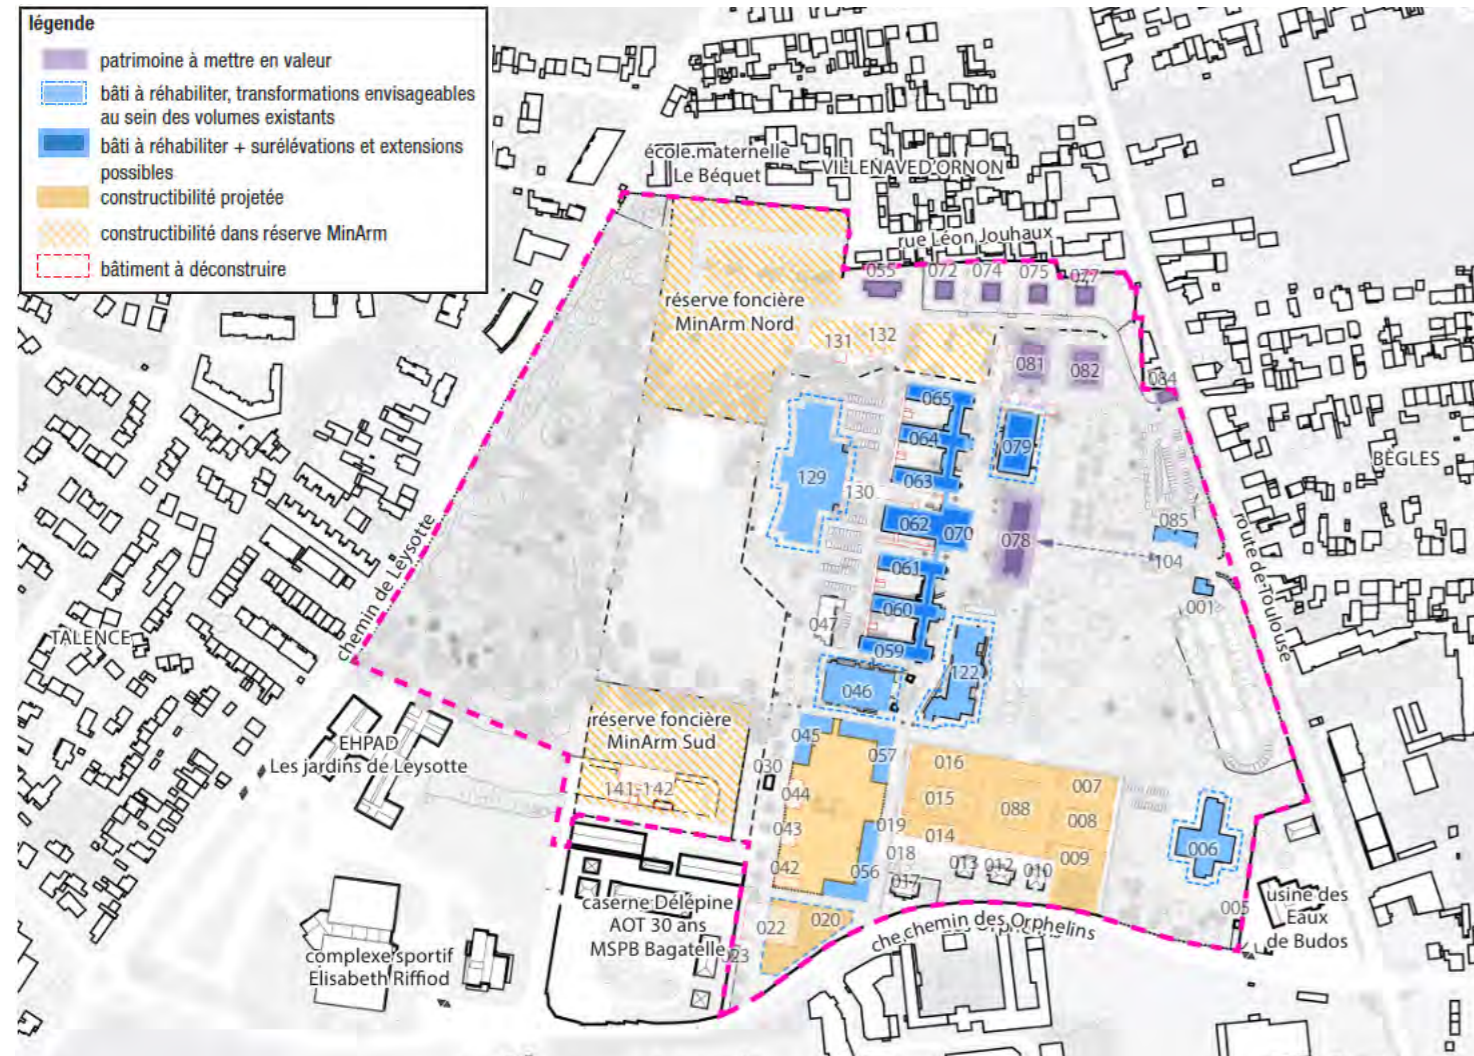 légende
patrimoine à mettre en valeur
bâti à réhabiliter, transformations envisageables
au sein des volumes existants
bâti à réhabiliter + surélévations et extensions
possibles
constructibilité projetée
constructibilité dans réserve MinArm
bâtiment à déconstruire
école maternelle
Le Béquet
VILLENAVED'ORNON
rue Léon Jouhaux
055
072
074
075
077
réserve foncière
MinArm Nord
131
132
081
082
084
065
064
079
063
BÈGLES
129
130
062
070
078
085
104
061
001
060
047
059
122
046
chemin de Leysotte
route de Toulouse
TALENCE
EHPAD
Les jardins de Leysotte
réserve foncière
MinArm Sud
141-142
045
057
030
016
007
044
015
088
008
043
019
014
006
042
018
013
012
010
009
056
017
005
usine des
Eaux
de Budos
caserne Délépine
AOT 30 ans
MSPB Bagatelle
022
020
023
che chemin des Orphelins
complexe sportif
Elisabeth Riffiod